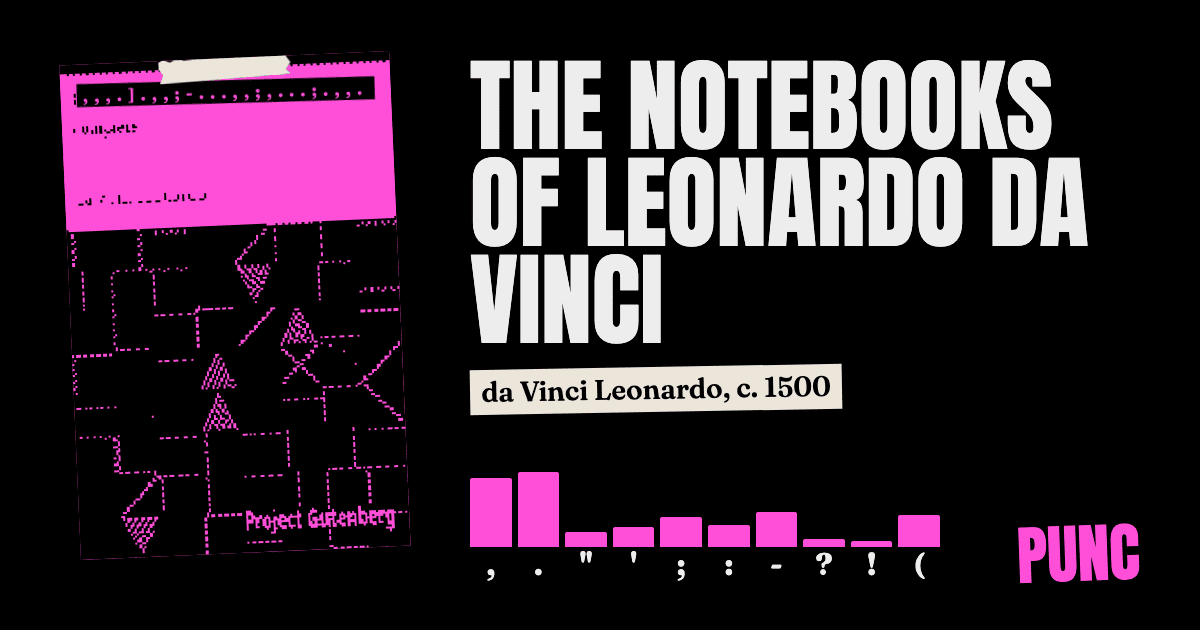 ,,,.].,,;-...,,;,...;.,,.
Project Gutenberg
THE NOTEBOOKS
OF LEONARDO DA
VINCI
da Vinci Leonardo, c. 1500
, . " ' ; : - ? ! (
PUNC